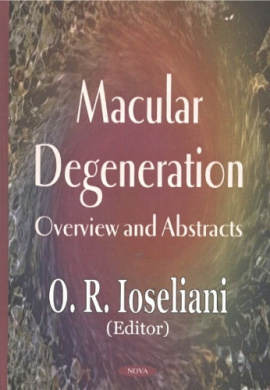 Macular
Degeneration
Overview and Abstracts
O. R. Ioseliani
(Editor)
NOVA